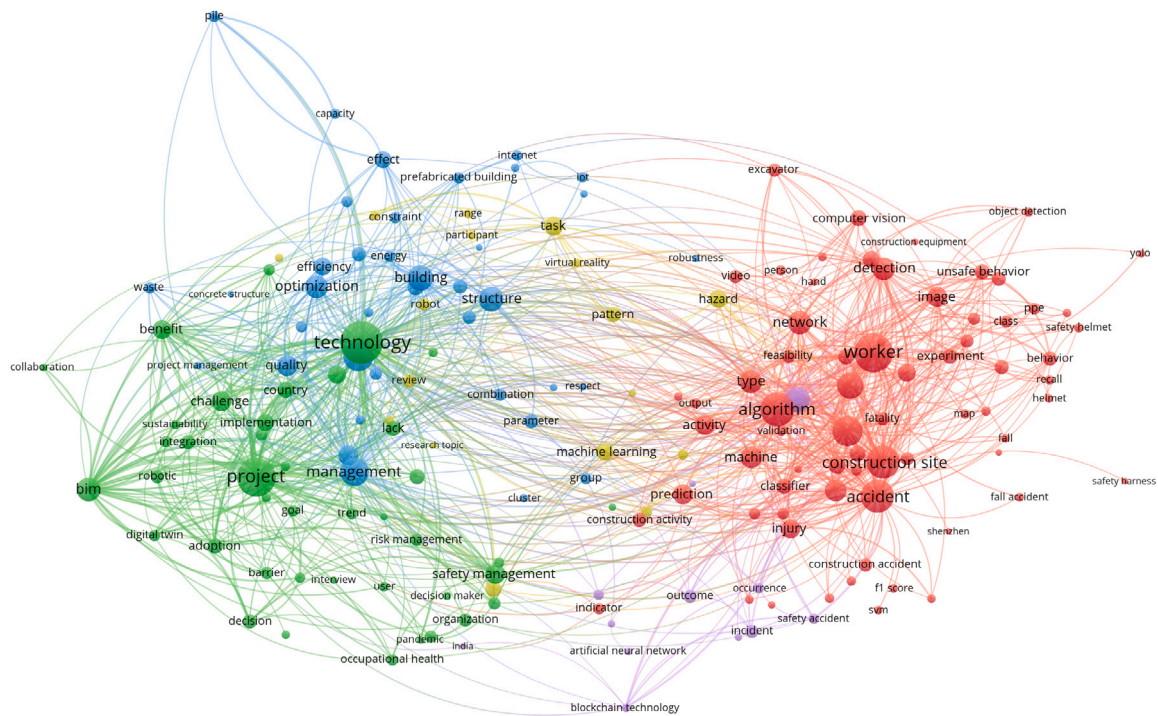 pile
capacity
effect
internet
prefabricated building
iot
excavator
constraint
range
task
computer vision
object detection
participant
construction equipment
energy
yolo
efficiency
virtual reality
robustness
video
person
detection
unsafe behavior
building
hand
waste
optimization
concrete structure
structure
hazard
image
robot
ppe
benefit
pattern
network
class
safety helmet
technology
feasibility
worker
experiment
behavior
collaboration
project management
quality
review
type
recall
country
combination
respect
helmet
challenge
output
algorithm
fatality
map
sustainability
implementation
lack
parameter
activity
validation
integration
research topic
machine learning
machine
fall
construction site
robotic
project
management
group
classifier
safety harness
bim
prediction
accident
cluster
fall accident
goal
trend
construction activity
injury
digital twin
risk management
shenzhen
adoption
construction accident
barrier
interview
user
safety management
occurrence
f1 score
decision maker
outcome
indicator
svm
decision
organization
safety accident
incident
pandemic
india
artificial neural network
occupational health
blockchain technology